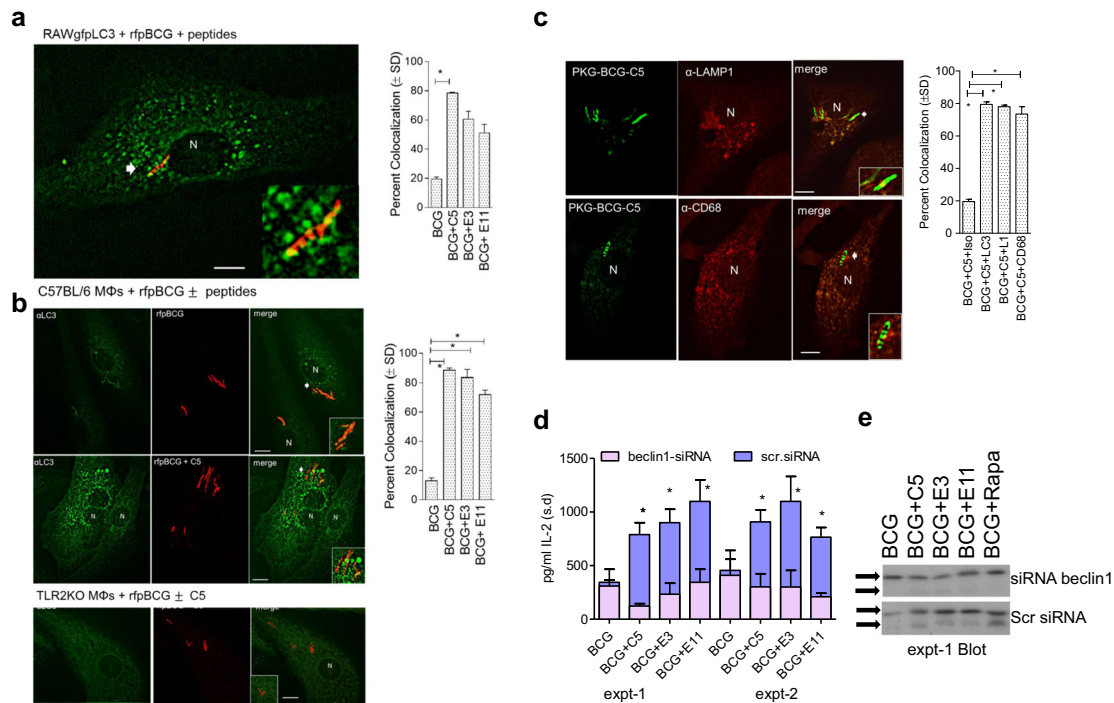 a
RAWgfpLC3 + rfpBCG + peptides
N
Percent Colocalization (± SD)
100
80
60
40
20
0
*
BCG
BCG+C5
BCG+E3
BCG+ E11
b
C57BL/6 MΦs + rfpBCG ± peptides
αLC3
rfpBCG
merge
N
N
αLC3
rfpBCG + C5
merge
N
N
N
N
TLR2KO MΦs + rfpBCG ± C5
N
Percent Colocalization (± SD)
100
80
60
40
20
0
*
*
*
BCG
BCG+C5
BCG+E3
BCG+ E11
c
PKG-BCG-C5
α-LAMP1
merge
N
N
PKG-BCG-C5
α-CD68
merge
N
N
N
Percent Colocalization (±SD)
100
80
60
40
20
0
*
*
*
BCG+C5+Iso
BCG+C5+LC3
BCG+C5+L1
BCG+C5+CD68
d
beclin1-siRNA
scr.siRNA
pg/ml IL-2 (s.d)
1500
1000
500
0
*
*
*
*
*
*
BCG
BCG+C5
BCG+E3
BCG+E11
BCG
BCG+C5
BCG+E3
BCG+E11
expt-1
expt-2
e
BCG
BCG+C5
BCG+E3
BCG+E11
BCG+Rapa
siRNA beclin1
Scr siRNA
expt-1 Blot